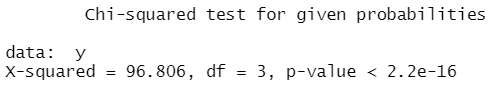 Chi-squared test for given probabilities
data:  y
X-squared = 96.806, df = 3, p-value < 2.2e-16